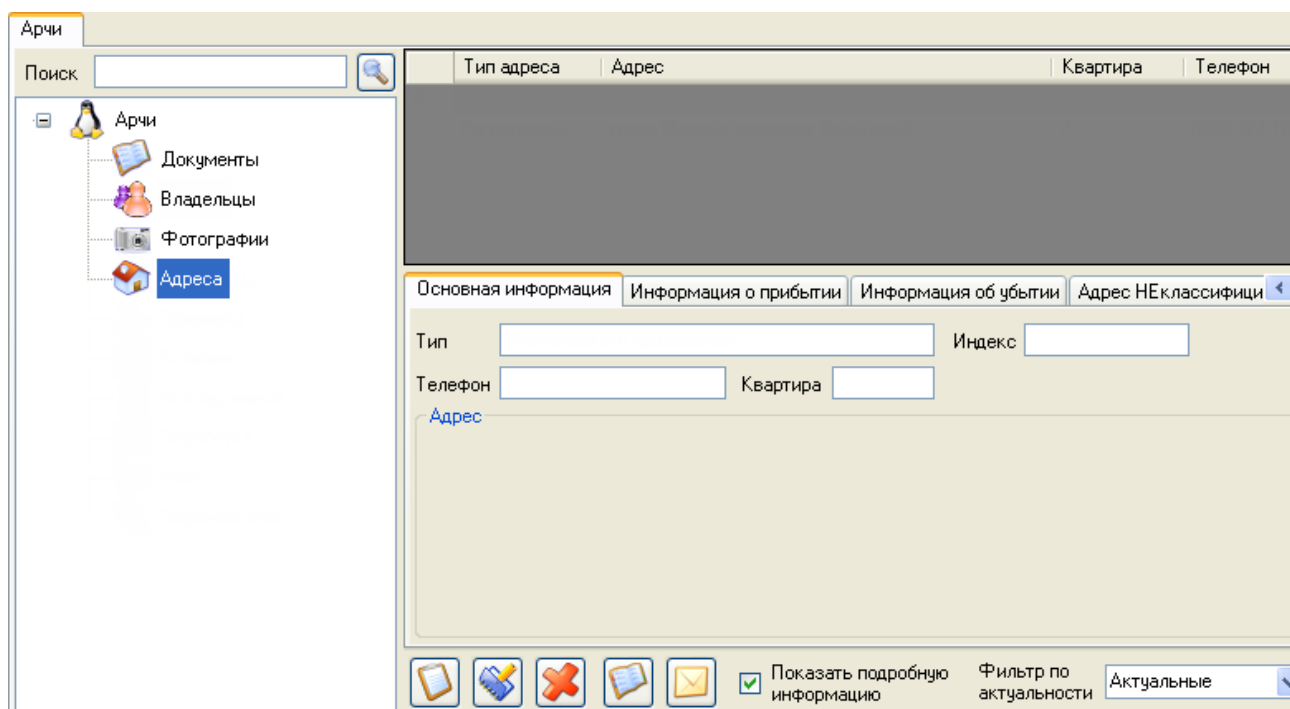 Арчи
Поиск
Арчи
Документы
Владельцы
Фотографии
Адреса
Тип адреса Адрес Квартира Телефон
Основная информация Информация о прибытии Информация об убытии Адрес НЕклассифици
Тип Индекс
Телефон Квартира
Адрес
Показать подробную
информацию
Фильтр по
актуальности
Актуальные